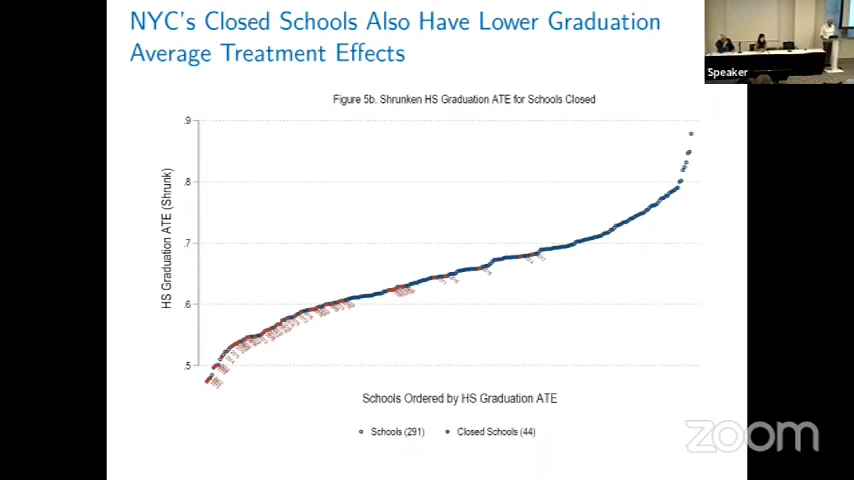 NYC's Closed Schools Also Have Lower Graduation
Average Treatment Effects
Speaker
Figure 5b. Shrunken HS Graduation ATE for Schools Closed
HS Graduation ATE (Shrunk)
.9
.8
.7
.6
.5
Schools Ordered by HS Graduation ATE
Schools (291)
Closed Schools (44)
zoom